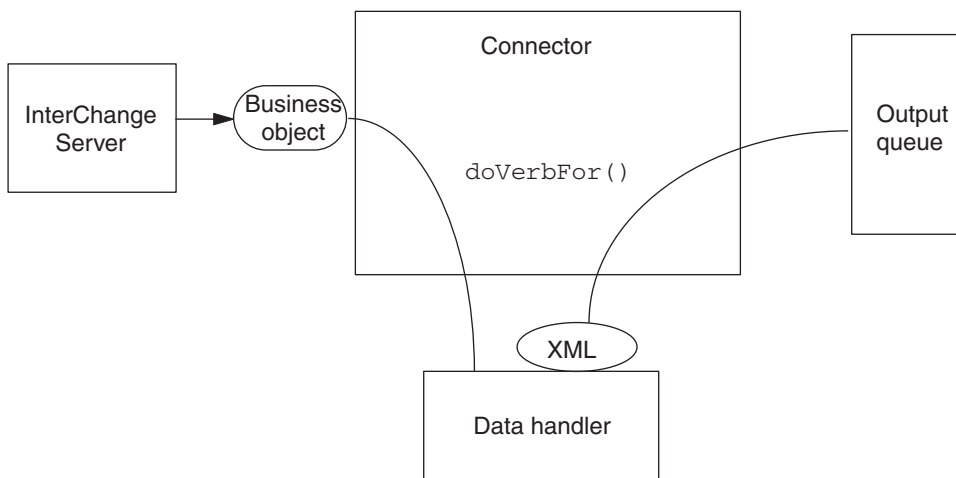 Connector
InterChange
Server
Business
object
Output
queue
doVerbFor()
XML
Data handler